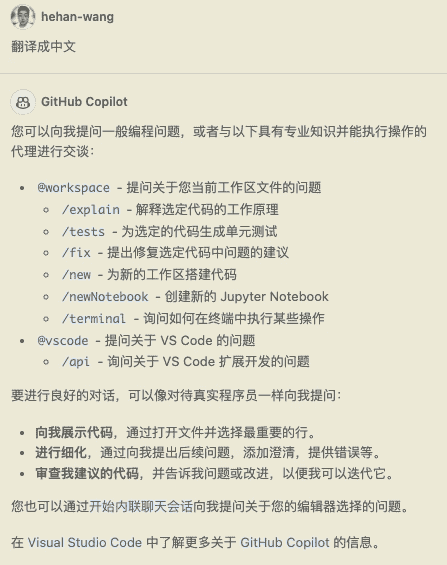 hehan-wang
翻译成中文
GitHub Copilot
您可以向我提问一般编程问题，或者与以下具有专业知识并能执行操作的
代理进行交谈：
• @workspace - 提问关于您当前工作区文件的问题
◦ /explain - 解释选定代码的工作原理
◦ /tests - 为选定的代码生成单元测试
◦ /fix - 提出修复选定代码中问题的建议
◦ /new - 为新的工作区搭建代码
◦ /newNotebook - 创建新的 Jupyter Notebook
◦ /terminal - 询问如何在终端中执行某些操作
• @vscode - 提问关于 VS Code 的问题
◦ /api - 询问关于 VS Code 扩展开发的问题
要进行良好的对话，可以像对待真实程序员一样向我提问：
• 向我展示代码，通过打开文件并选择最重要的行。
• 进行细化，通过向我提出后续问题，添加澄清，提供错误等。
• 审查我建议的代码，并告诉我问题或改进，以便我可以迭代它。
您也可以通过开始内联聊天会话向我提问关于您的编辑器选择的问题。
在 Visual Studio Code 中了解更多关于 GitHub Copilot 的信息。